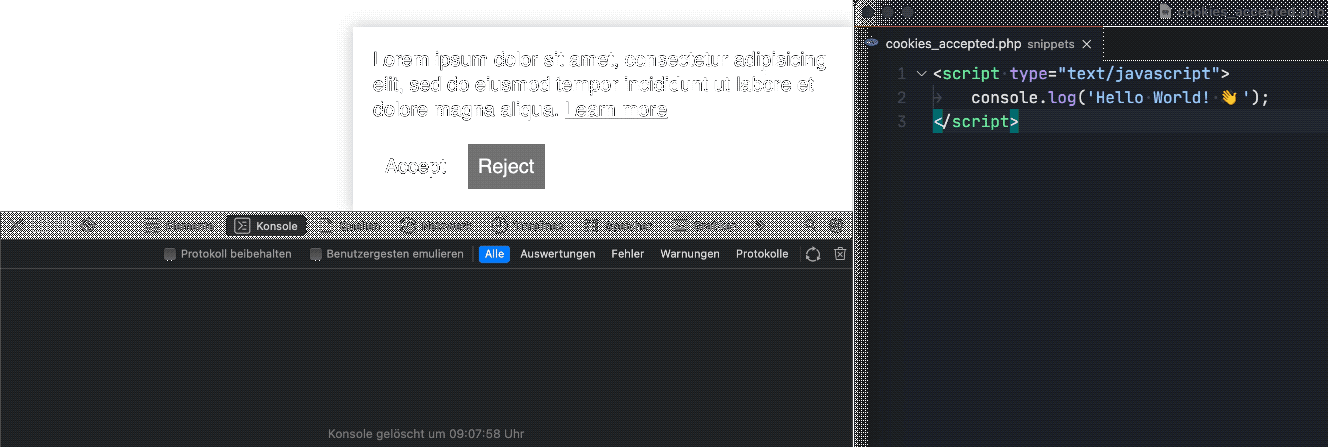 Lorem ipsum dolor sit amet, consectetur adipisicing
elit, sed do eiusmod tempor incididunt ut labore et
dolore magna aliqua. Learn more
Accept Reject
Konsole
Protokoll beibehalten Benutzergesten emulieren Alle Auswertungen Fehler Warnungen Protokolle
Konsole gelöscht um 09:07:58 Uhr
cookies_accepted.php snippets
1 <script type="text/javascript">
2 console.log('Hello World! 👋');
3 </script>